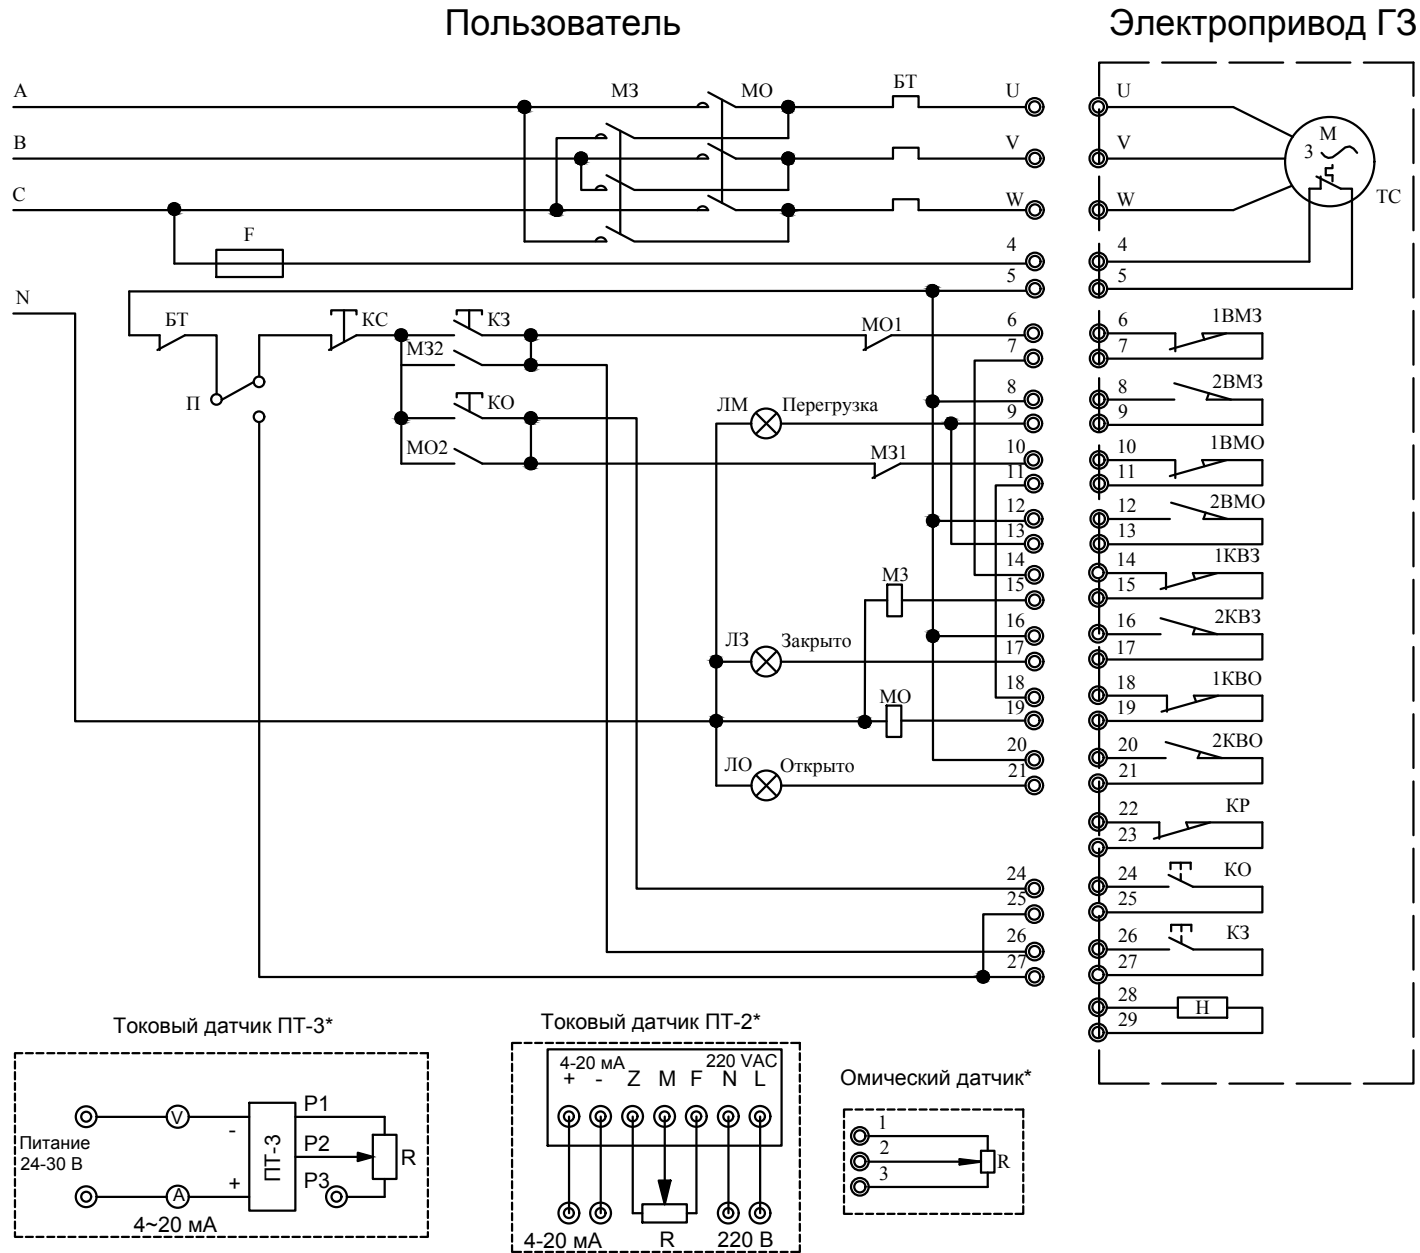 Пользователь
Электропривод ГЗ
A
МЗ
МО
БТ
U
U
B
V
V
M
3
C
W
W
ТС
F
4
4
5
5
N
БТ
КС
КЗ
МО1
6
6
1ВМЗ
МЗ2
7
7
П
КО
ЛМ
Перегрузка
8
8
2ВМЗ
9
9
МО2
МЗ1
10
10
1ВМО
11
11
12
12
2ВМО
13
13
МЗ
14
14
1КВЗ
15
15
ЛЗ
Закрыто
16
16
2КВЗ
17
17
МО
18
18
1КВО
19
19
ЛО
Открыто
20
20
2КВО
21
21
22
КР
23
24
24
КО
25
25
26
26
КЗ
27
27
28
Н
29
Токовый датчик ПТ-3*
Питание
24-30 В
V
-
ПТ-3
P1
P2
P3
R
A
+
4~20 мА
Токовый датчик ПТ-2*
4-20 мА
220 VAC
+ - Z M F N L
4-20 мА
R
220 В
Омический датчик*
1
2
3
R